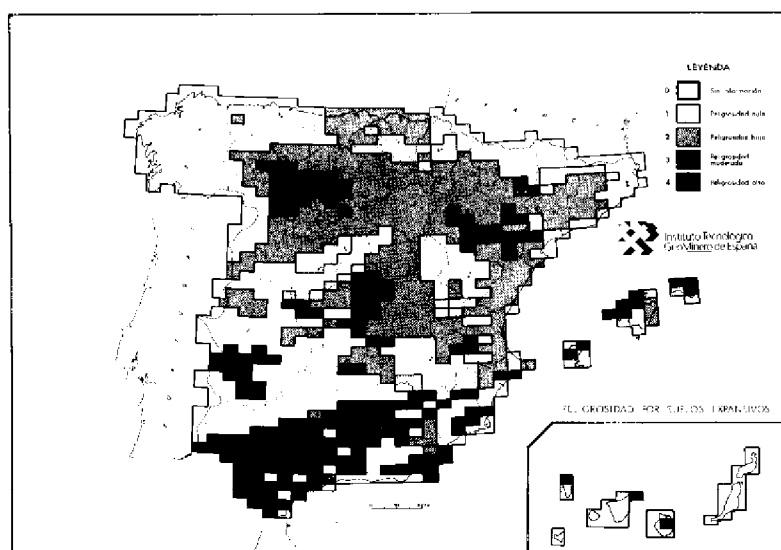 LEYENDA
0 Sin información
1 Peligrosidad nula
2 Peligrosidad baja
3 Peligrosidad
moderada
4 Peligrosidad alta
Instituto Tecnológico
GeoMinero de España
PELIGROSIDAD POR SUELOS EXPANSIVOS